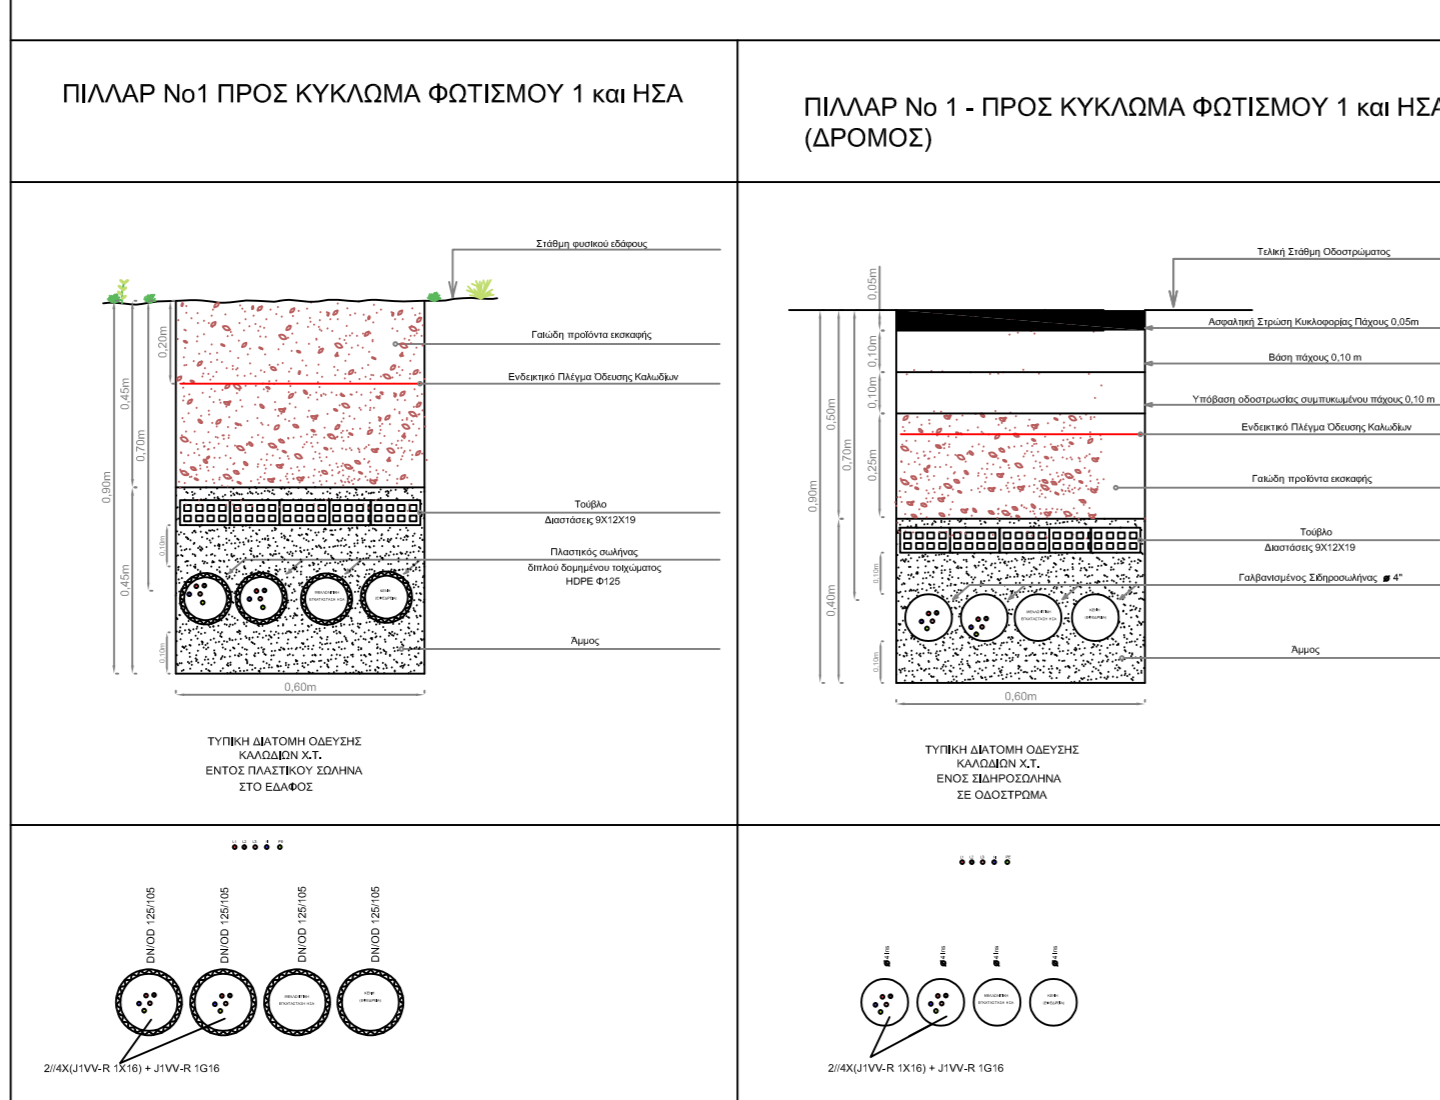 ΠΙΛΛΑΡ Νο1 ΠΡΟΣ ΚΥΚΛΩΜΑ ΦΩΤΙΣΜΟΥ 1 και ΗΣΑ
Στάθμη φυσικού εδάφους
Γαιώδη προϊόντα εκσκαφής
Ενδεικτικό Πλέγμα Όδευσης Καλωδίων
Τούβλο
Διαστάσεις 9Χ12Χ19
Πλαστικός σωλήνας
διπλού δομημένου τοιχώματος
HDPE Φ125
Άμμος
0,20m
0,45m
0,70m
0,90m
0,45m
0,10m
0,10m
0,60m
ΤΥΠΙΚΗ ΔΙΑΤΟΜΗ ΟΔΕΥΣΗΣ
ΚΑΛΩΔΙΩΝ Χ.Τ.
ΕΝΤΟΣ ΠΛΑΣΤΙΚΟΥ ΣΩΛΗΝΑ
ΣΤΟ ΕΔΑΦΟΣ
DN/OD 125/105
DN/OD 125/105
DN/OD 125/105
DN/OD 125/105
2//4X(J1VV-R 1X16) + J1VV-R 1G16
ΠΙΛΛΑΡ Νο 1 - ΠΡΟΣ ΚΥΚΛΩΜΑ ΦΩΤΙΣΜΟΥ 1 και ΗΣΑ
(ΔΡΟΜΟΣ)
Τελική Στάθμη Οδοστρώματος
Ασφαλτική Στρώση Κυκλοφορίας Πάχους 0,05m
Βάση πάχους 0,10 m
Υπόβαση οδοστρωσίας συμπυκωμένου πάχους 0,10 m
Ενδεικτικό Πλέγμα Όδευσης Καλωδίων
Γαιώδη προϊόντα εκσκαφής
Τούβλο
Διαστάσεις 9Χ12Χ19
Γαλβανισμένος Σιδηροσωλήνας ø 4"
Άμμος
0,05m
0,10m
0,10m
0,50m
0,70m
0,25m
0,90m
0,10m
0,40m
0,10m
0,60m
ΤΥΠΙΚΗ ΔΙΑΤΟΜΗ ΟΔΕΥΣΗΣ
ΚΑΛΩΔΙΩΝ Χ.Τ.
ΕΝΟΣ ΣΙΔΗΡΟΣΩΛΗΝΑ
ΣΕ ΟΔΟΣΤΡΩΜΑ
2//4X(J1VV-R 1X16) + J1VV-R 1G16